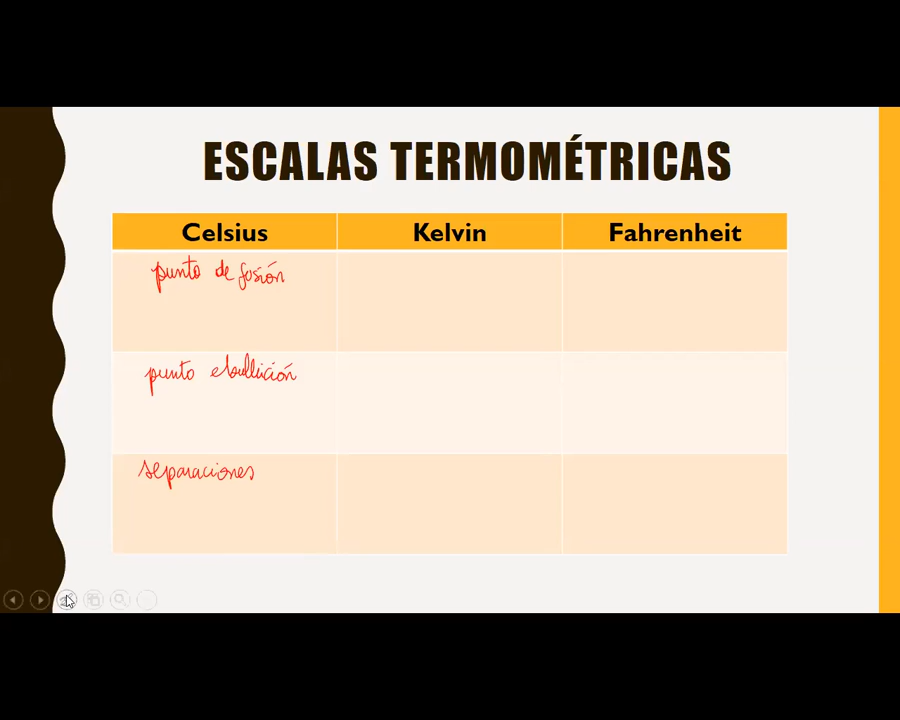 ESCALAS TERMOMÉTRICAS
Celsius Kelvin Fahrenheit
punto de fusión
punto ebullición
separaciones